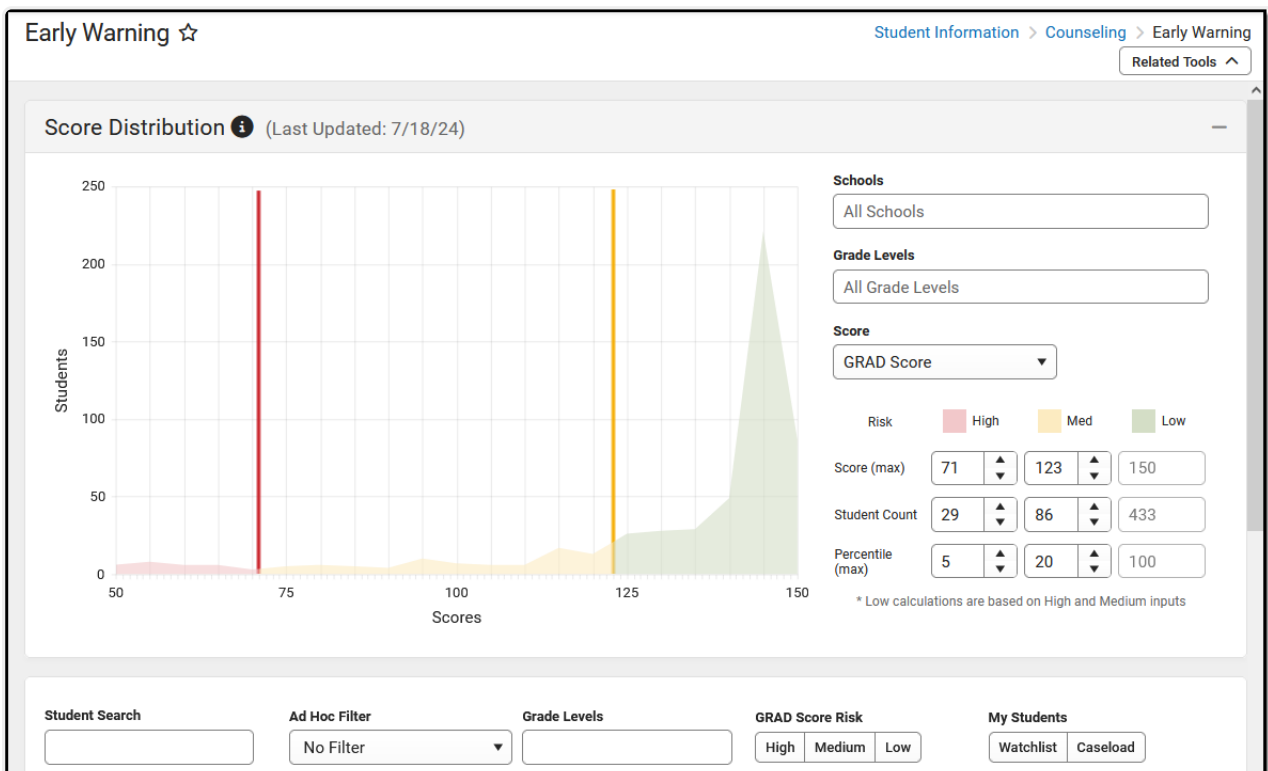 Early Warning
Student Information > Counseling > Early Warning
Related Tools
Score Distribution i (Last Updated: 7/18/24)
250
200
150
100
50
0
Students
50 75 100 125 150
Scores
Schools
All Schools
Grade Levels
All Grade Levels
Score
GRAD Score
Risk High Med Low
Score (max) 71 123 150
Student Count 29 86 433
Percentile
(max) 5 20 100
* Low calculations are based on High and Medium inputs
Student Search Ad Hoc Filter Grade Levels GRAD Score Risk My Students
No Filter High Medium Low Watchlist Caseload